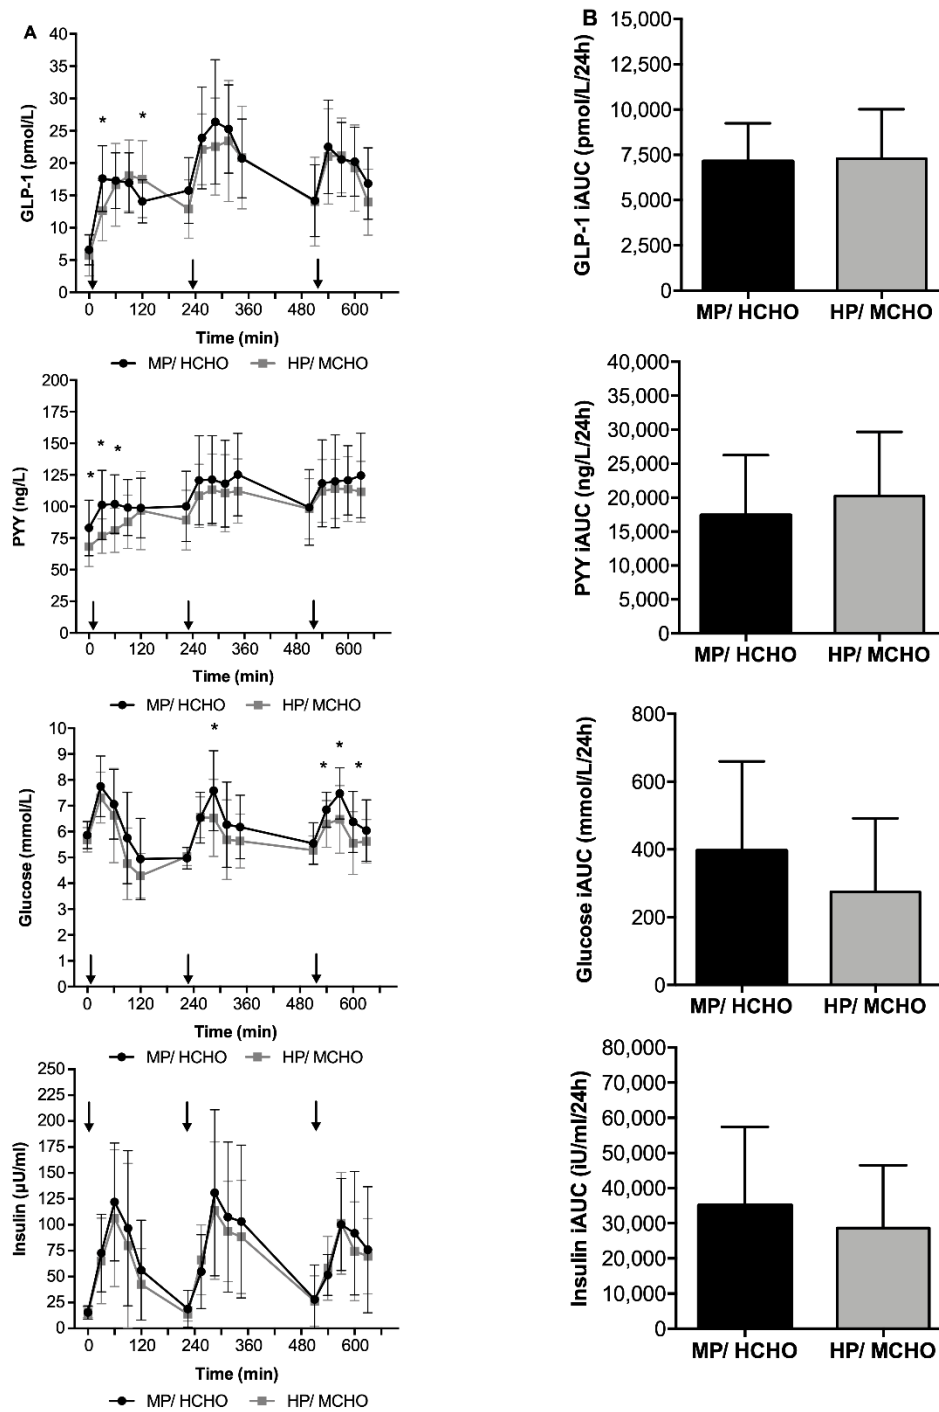 A
GLP-1 (pmol/L)
40
35
30
25
20
15
10
5
0
* *
0 120 240 360 480 600
Time (min)
MP/ HCHO HP/ MCHO
B
GLP-1 iAUC (pmol/L/24h)
15,000
12,500
10,000
7,500
5,000
2,500
0
MP/ HCHO HP/ MCHO
PYY (ng/L)
200
175
150
125
100
75
50
25
0
* * *
0 120 240 360 480 600
Time (min)
MP/ HCHO HP/ MCHO
PYY iAUC (ng/L/24h)
40,000
35,000
30,000
25,000
20,000
15,000
10,000
5,000
0
MP/ HCHO HP/ MCHO
Glucose (mmol/L)
10
9
8
7
6
5
4
3
2
1
0
* * * *
0 120 240 360 480 600
Time (min)
MP/ HCHO HP/ MCHO
Glucose iAUC (mmol/L/24h)
800
600
400
200
0
MP/ HCHO HP/ MCHO
Insulin (µU/ml)
250
225
200
175
150
125
100
75
50
25
0
0 120 240 360 480 600
Time (min)
MP/ HCHO HP/ MCHO
Insulin iAUC (iU/ml/24h)
80,000
70,000
60,000
50,000
40,000
30,000
20,000
10,000
0
MP/ HCHO HP/ MCHO